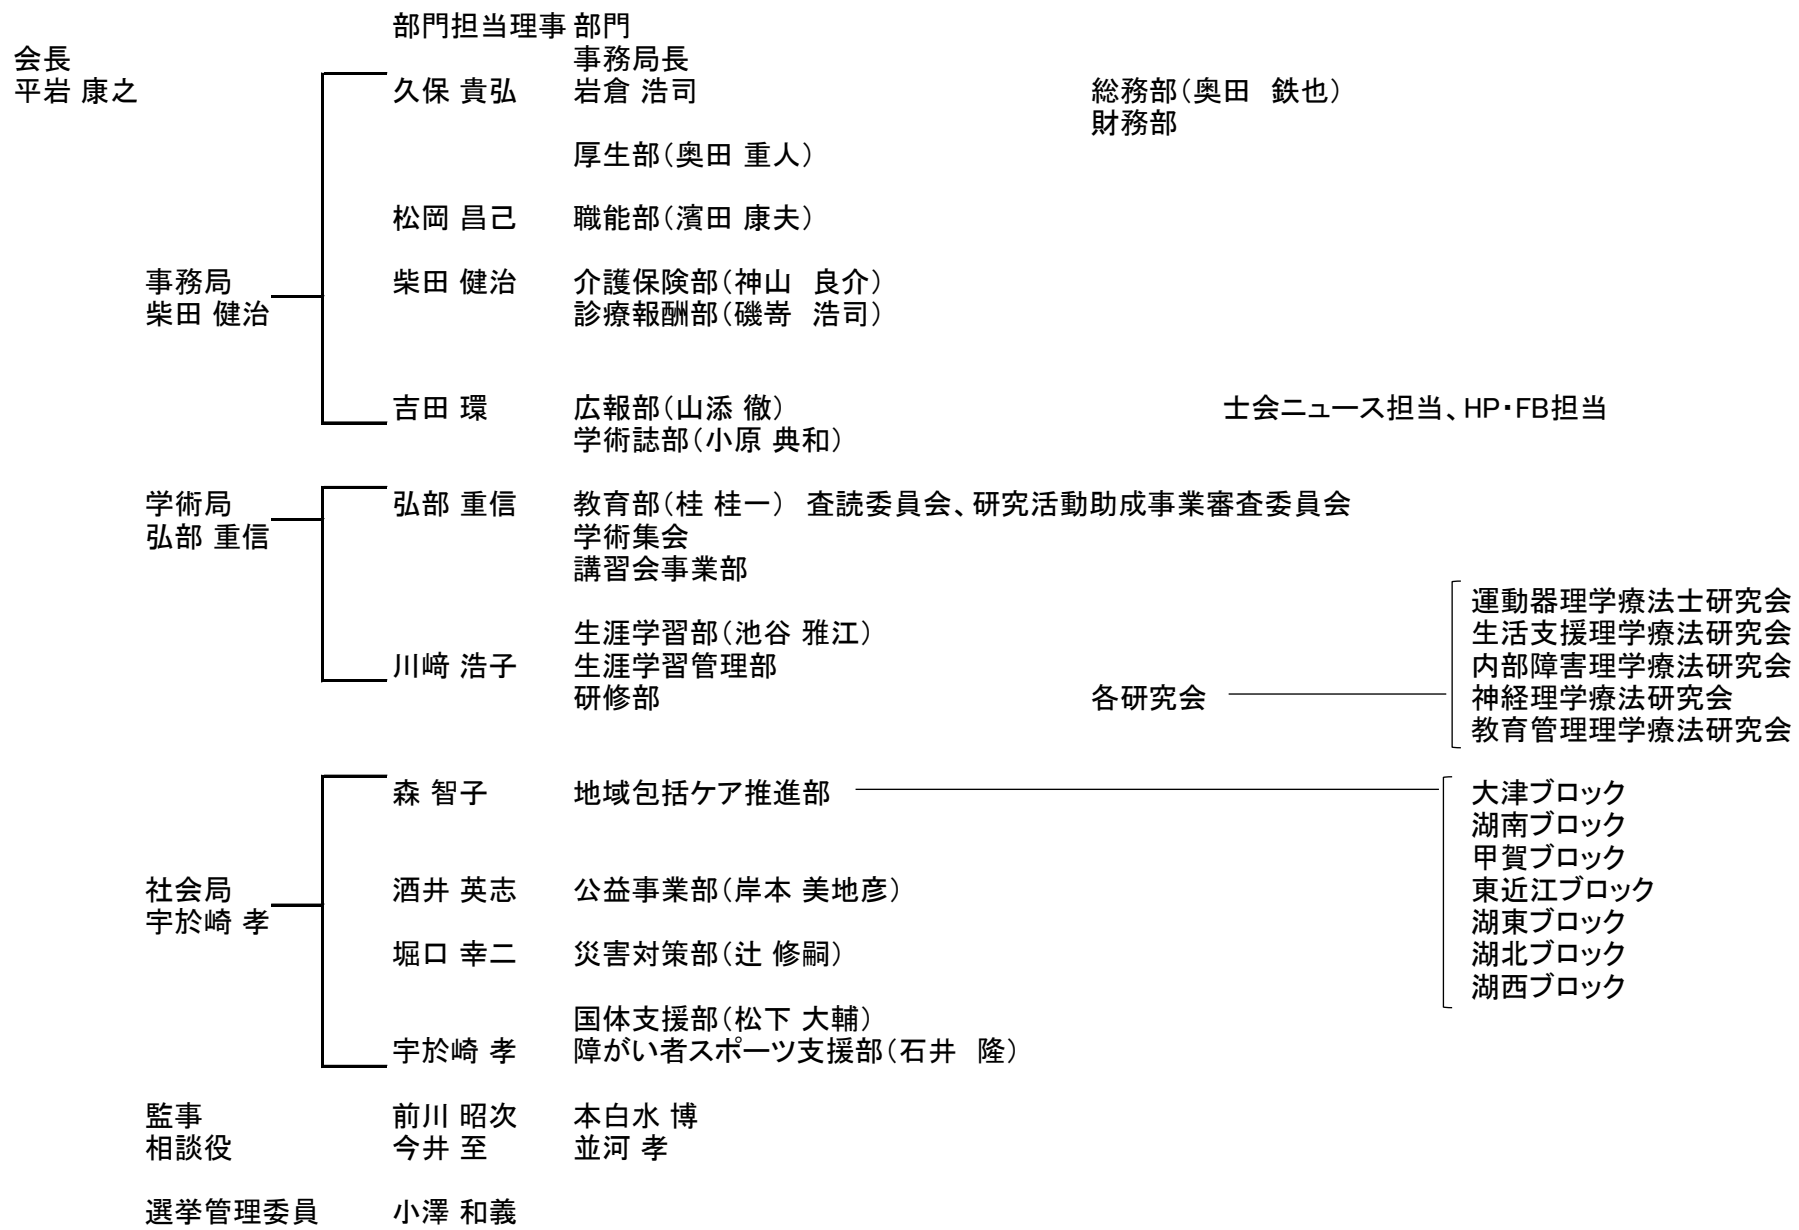 部門担当理事 部門
会長 事務局長
平岩 康之 久保 貴弘 岩倉 浩司 総務部(奥田　鉄也)
財務部
厚生部(奥田 重人)
松岡 昌己 職能部(濱田 康夫)
事務局 柴田 健治 介護保険部(神山　良介)
柴田 健治 診療報酬部(磯嵜　浩司)
吉田 環 広報部(山添 徹) 士会ニュース担当、HP・FB担当
学術誌部(小原 典和)
学術局 弘部 重信 教育部(桂 桂一) 査読委員会、研究活動助成事業審査委員会
弘部 重信 学術集会
講習会事業部
運動器理学療法士研究会
生涯学習部(池谷 雅江) 生活支援理学療法研究会
川﨑 浩子 生涯学習管理部 内部障害理学療法研究会
研修部 各研究会 神経理学療法研究会
教育管理理学療法研究会
森 智子 地域包括ケア推進部 大津ブロック
湖南ブロック
甲賀ブロック
社会局 酒井 英志 公益事業部(岸本 美地彦) 東近江ブロック
宇於崎 孝 湖東ブロック
堀口 幸二 災害対策部(辻 修嗣) 湖北ブロック
湖西ブロック
国体支援部(松下 大輔)
宇於崎 孝 障がい者スポーツ支援部(石井　隆)
監事 前川 昭次 本白水 博
相談役 今井 至 並河 孝
選挙管理委員 小澤 和義